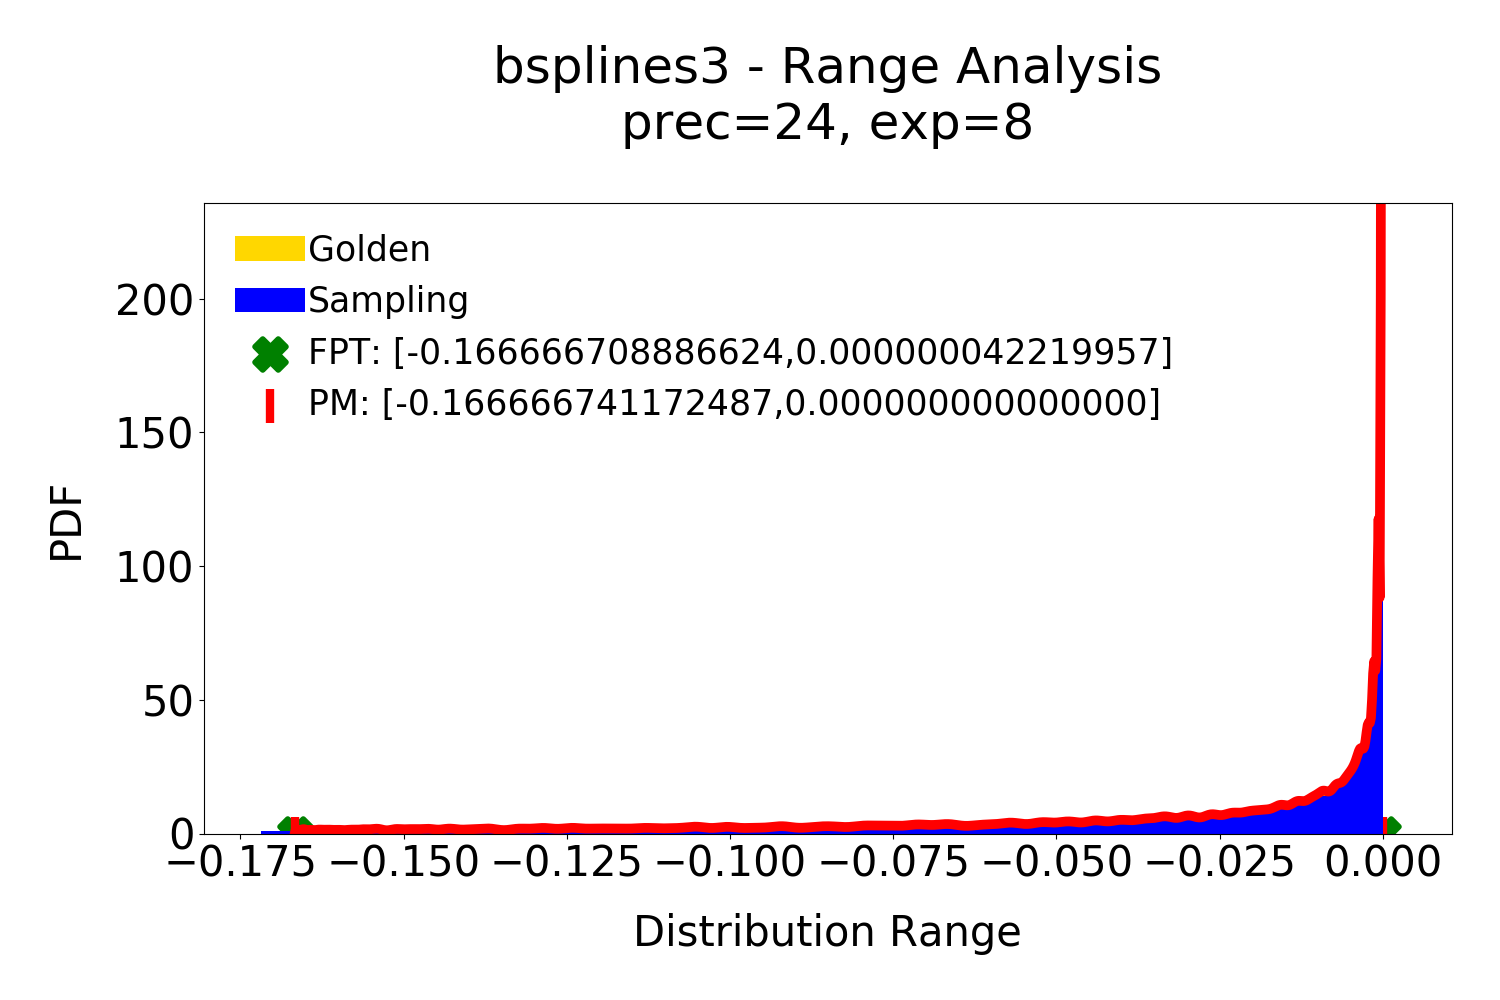 bsplines3 - Range Analysis
prec=24, exp=8
Golden
Sampling
FPT: [-0.166666708886624,0.000000042219957]
PM: [-0.166666741172487,0.000000000000000]
200
150
100
50
0
PDF
−0.175 −0.150 −0.125 −0.100 −0.075 −0.050 −0.025 0.000
Distribution Range